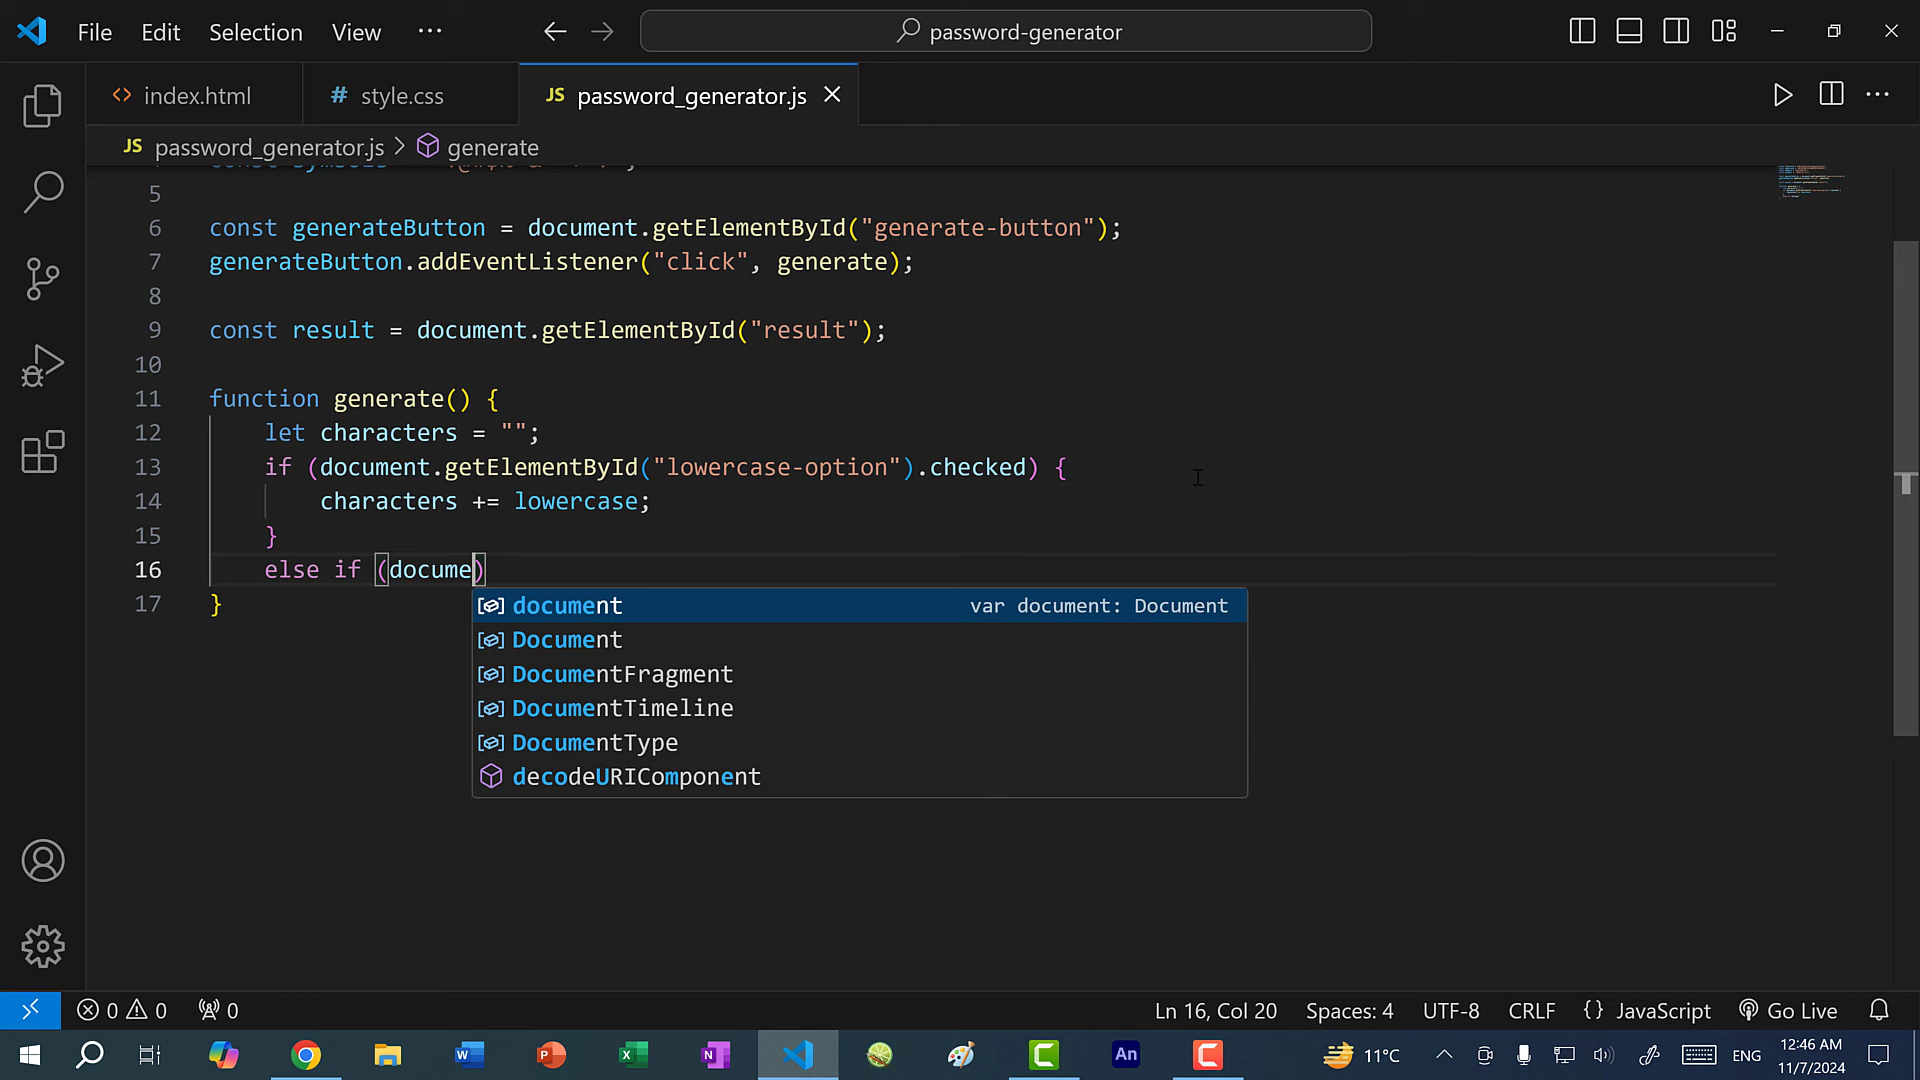 File Edit Selection View ···
password-generator
index.html
# style.css
JS password_generator.js
JS password_generator.js > generate
5
6 const generateButton = document.getElementById("generate-button");
7 generateButton.addEventListener("click", generate);
8
9 const result = document.getElementById("result");
10
11 function generate() {
12 let characters = "";
13 if (document.getElementById("lowercase-option").checked) {
14 characters += lowercase;
15 }
16 else if (docume)
17 }
document var document: Document
Document
DocumentFragment
DocumentTimeline
DocumentType
decodeURIComponent
0 0 0
Ln 16, Col 20 Spaces: 4 UTF-8 CRLF {} JavaScript Go Live
11°C ENG
12:46 AM
11/7/2024
An